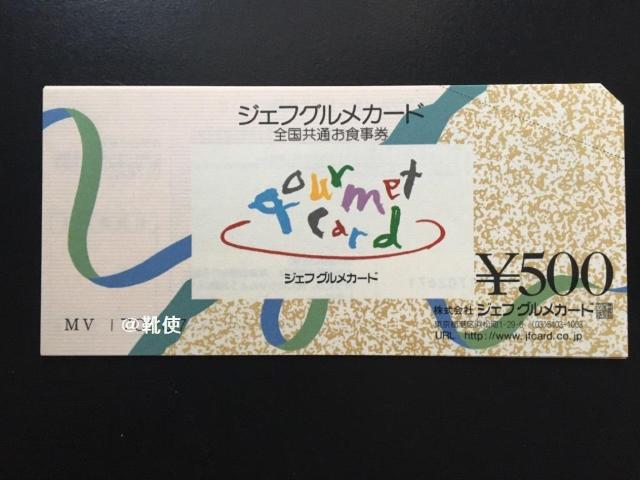 ジェフグルメカード
全国共通お食事券
gourmet
card
ジェフグルメカード
¥500
株式会社 ジェフグルメカード
URL http://www.jfcard.co.jp
MV
@靴使